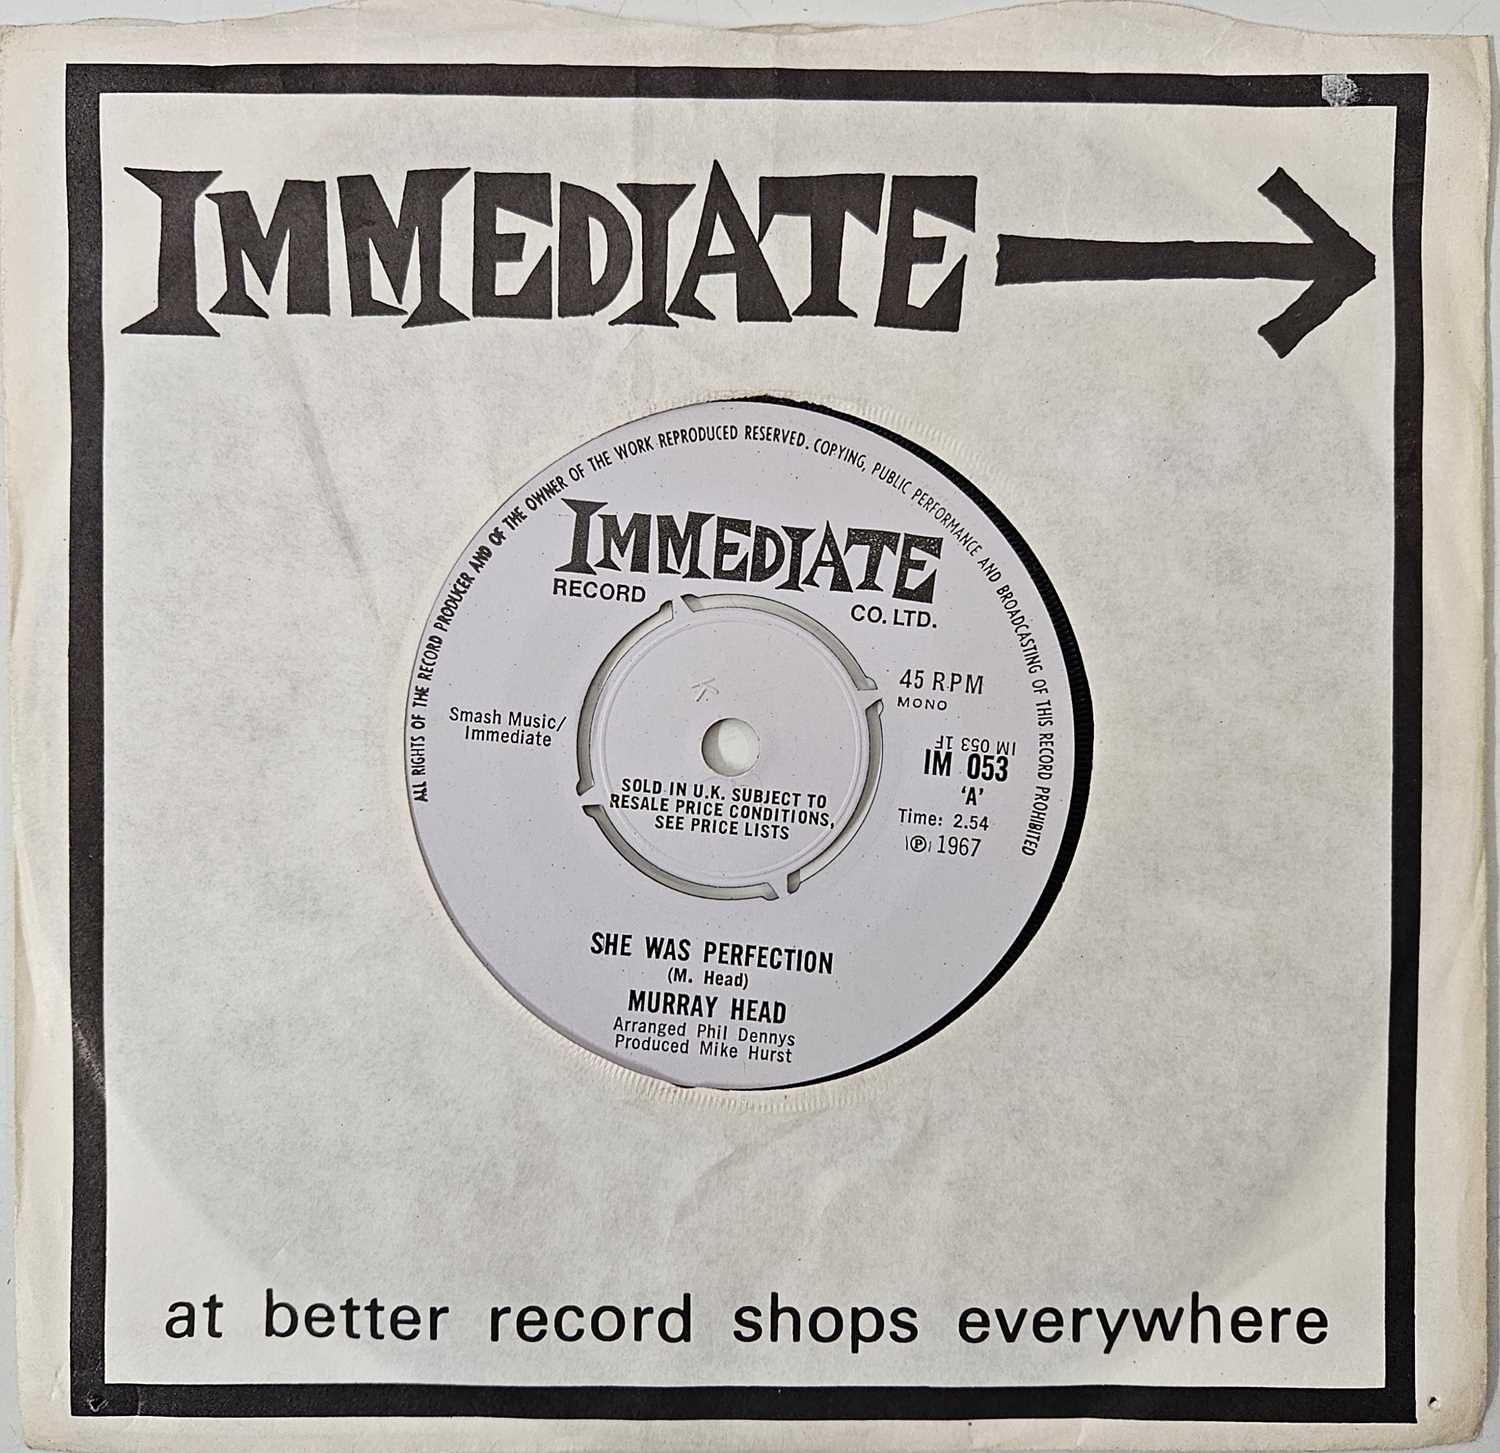 IMMEDIATE
ALL RIGHTS OF THE RECORD PRODUCER AND OF THE OWNER OF THE WORK REPRODUCED RESERVED. COPYING, PUBLIC PERFORMANCE AND BROADCASTING OF THIS RECORD PROHIBITED
IMMEDIATE
RECORD CO. LTD.
45 RPM
MONO
Smash Music/
Immediate
IM 053 1F
IM 053
'A'
Time: 2.54
Ⓟ 1967
SOLD IN U.K. SUBJECT TO
RESALE PRICE CONDITIONS,
SEE PRICE LISTS
SHE WAS PERFECTION
(M. Head)
MURRAY HEAD
Arranged Phil Dennys
Produced Mike Hurst
at better record shops everywhere